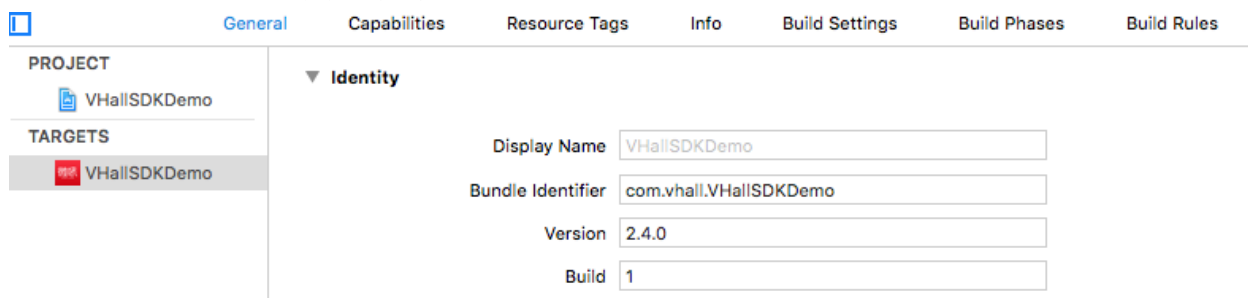 General Capabilities Resource Tags Info Build Settings Build Phases Build Rules
PROJECT
VHallSDKDemo
TARGETS
VHallSDKDemo
Identity
Display Name VHallSDKDemo
Bundle Identifier com.vhall.VHallSDKDemo
Version 2.4.0
Build 1